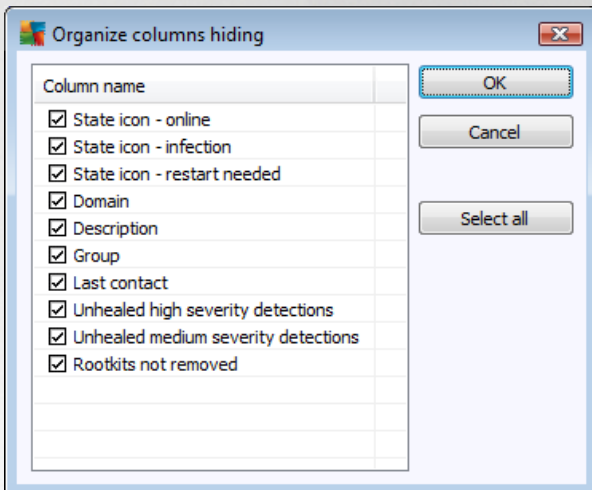 Organize columns hiding
Column name
State icon - online
State icon - infection
State icon - restart needed
Domain
Description
Group
Last contact
Unhealed high severity detections
Unhealed medium severity detections
Rootkits not removed
OK
Cancel
Select all